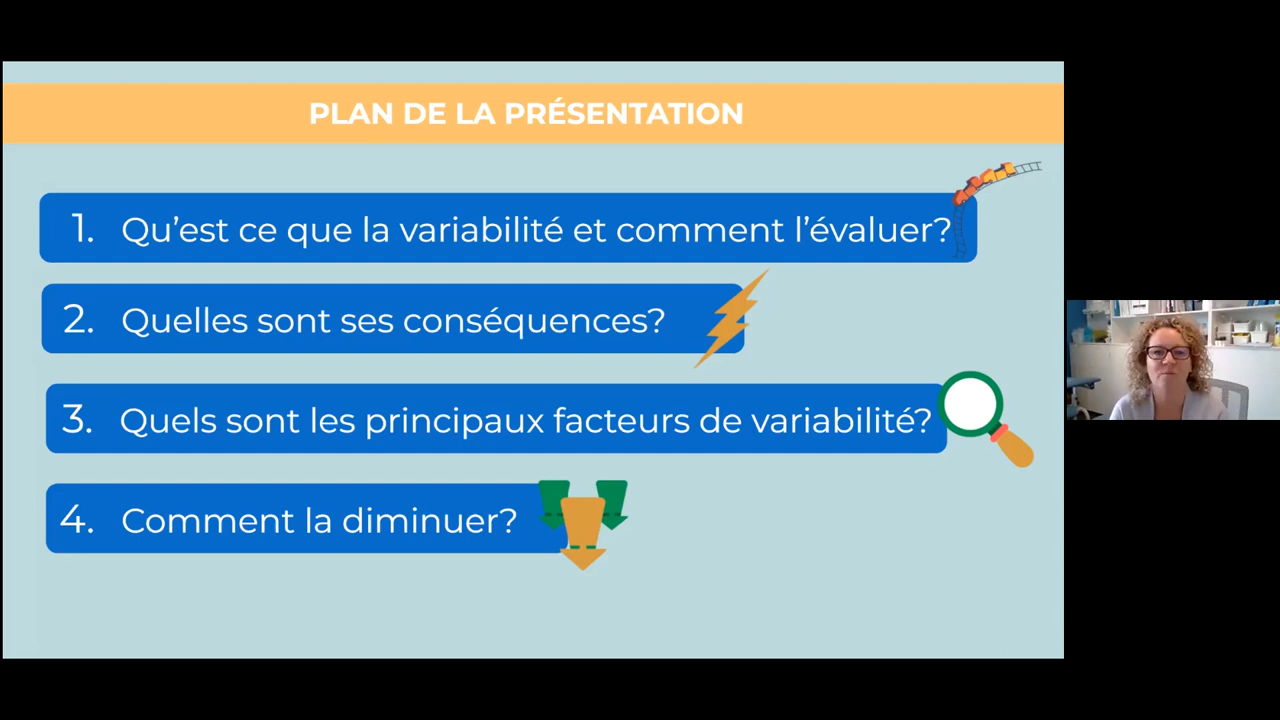 PLAN DE LA PRÉSENTATION
1. Qu’est ce que la variabilité et comment l’évaluer?
2. Quelles sont ses conséquences?
3. Quels sont les principaux facteurs de variabilité?
4. Comment la diminuer?